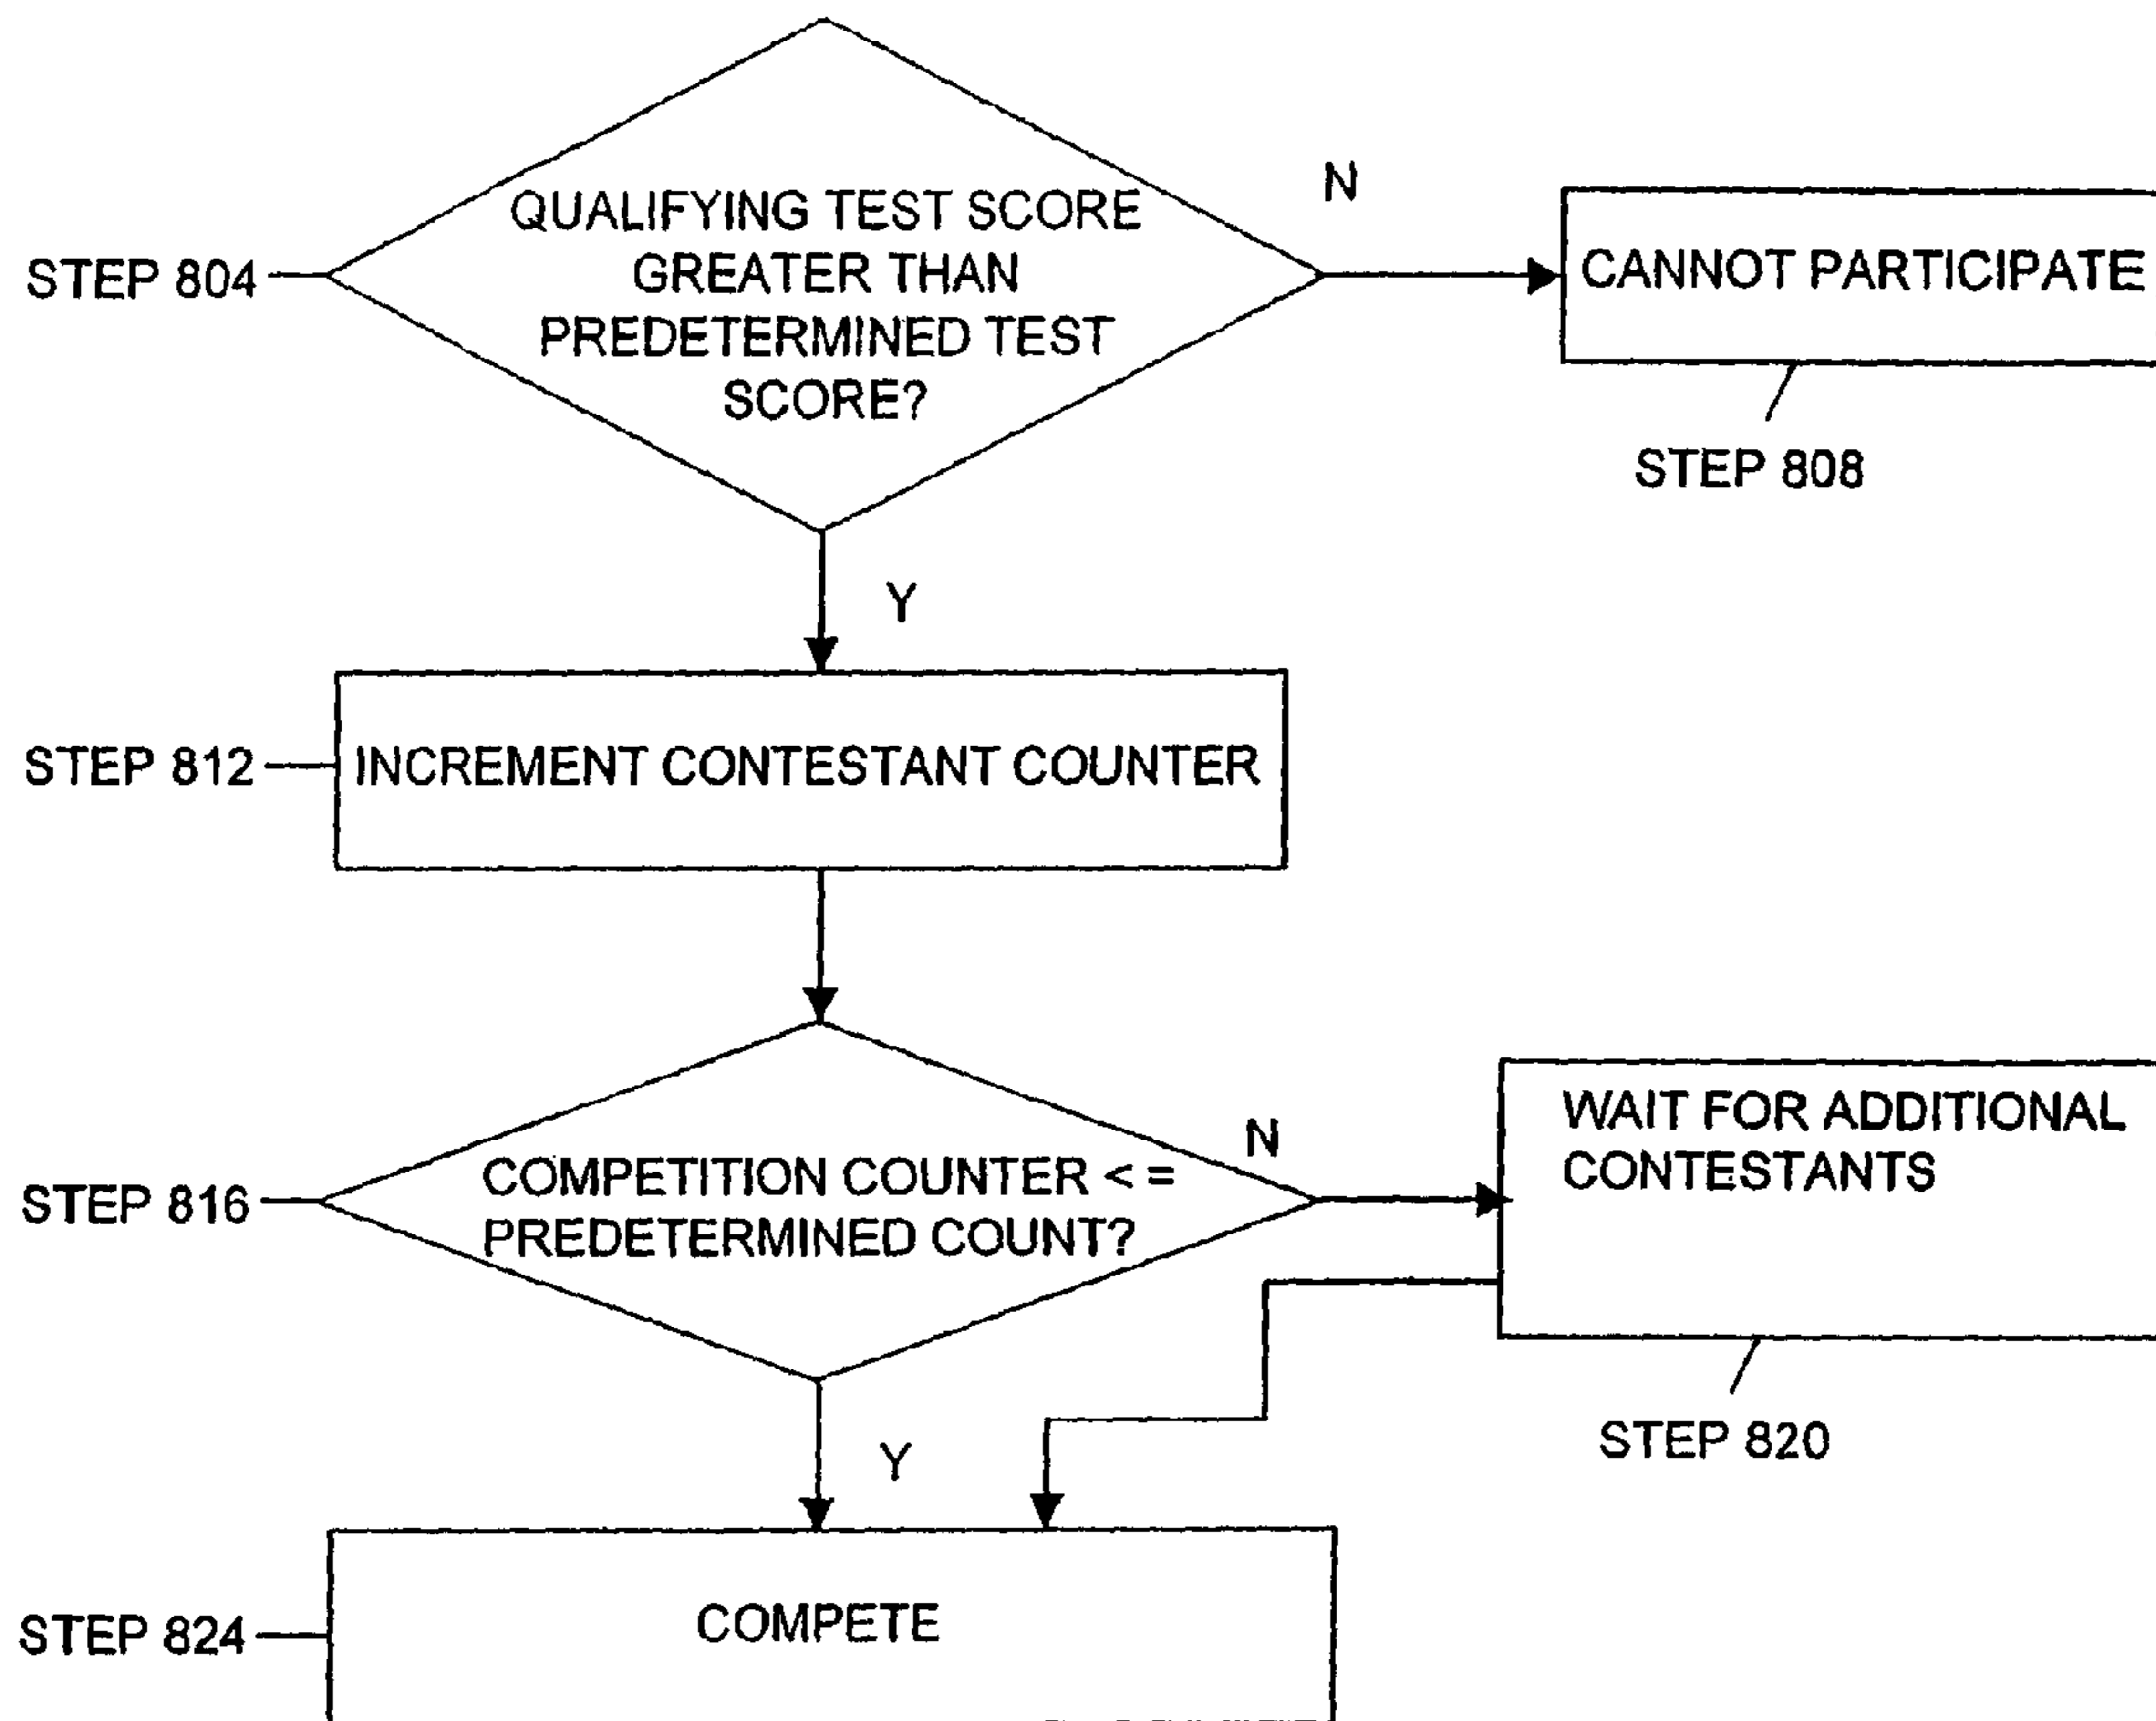 N
QUALIFYING TEST SCORE
GREATER THAN
PREDETERMINED TEST
SCORE?
STEP 804
CANNOT PARTICIPATE
STEP 808
Y
STEP 812
INCREMENT CONTESTANT COUNTER
N
WAIT FOR ADDITIONAL
CONTESTANTS
COMPETITION COUNTER < =
PREDETERMINED COUNT?
STEP 816
STEP 820
Y
COMPETE
STEP 824